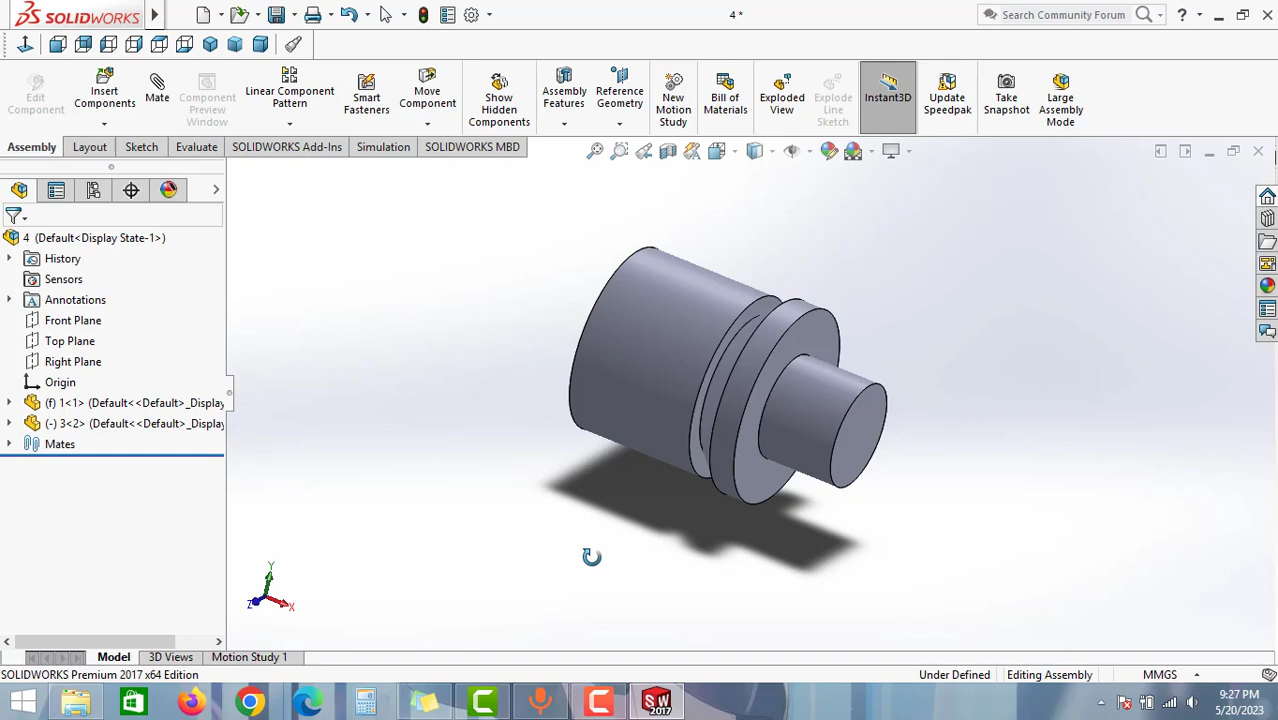 SOLIDWORKS
4 *
Search Community Forum
?
Edit Component
Insert Components
Mate
Component Preview Window
Linear Component Pattern
Smart Fasteners
Move Component
Show Hidden Components
Assembly Features
Reference Geometry
New Motion Study
Bill of Materials
Exploded View
Explode Line Sketch
Instant3D
Update Speedpak
Take Snapshot
Large Assembly Mode
Assembly
Layout
Sketch
Evaluate
SOLIDWORKS Add-Ins
Simulation
SOLIDWORKS MBD
4 (Default<Display State-1>)
History
Sensors
Annotations
Front Plane
Top Plane
Right Plane
Origin
(f) 1<1> (Default<<Default>_Display
(-) 3<2> (Default<<Default>_Display
Mates
Y
Z
X
Model
3D Views
Motion Study 1
SOLIDWORKS Premium 2017 x64 Edition
Under Defined
Editing Assembly
MMGS
SW
2017
9:27 PM
5/20/2023